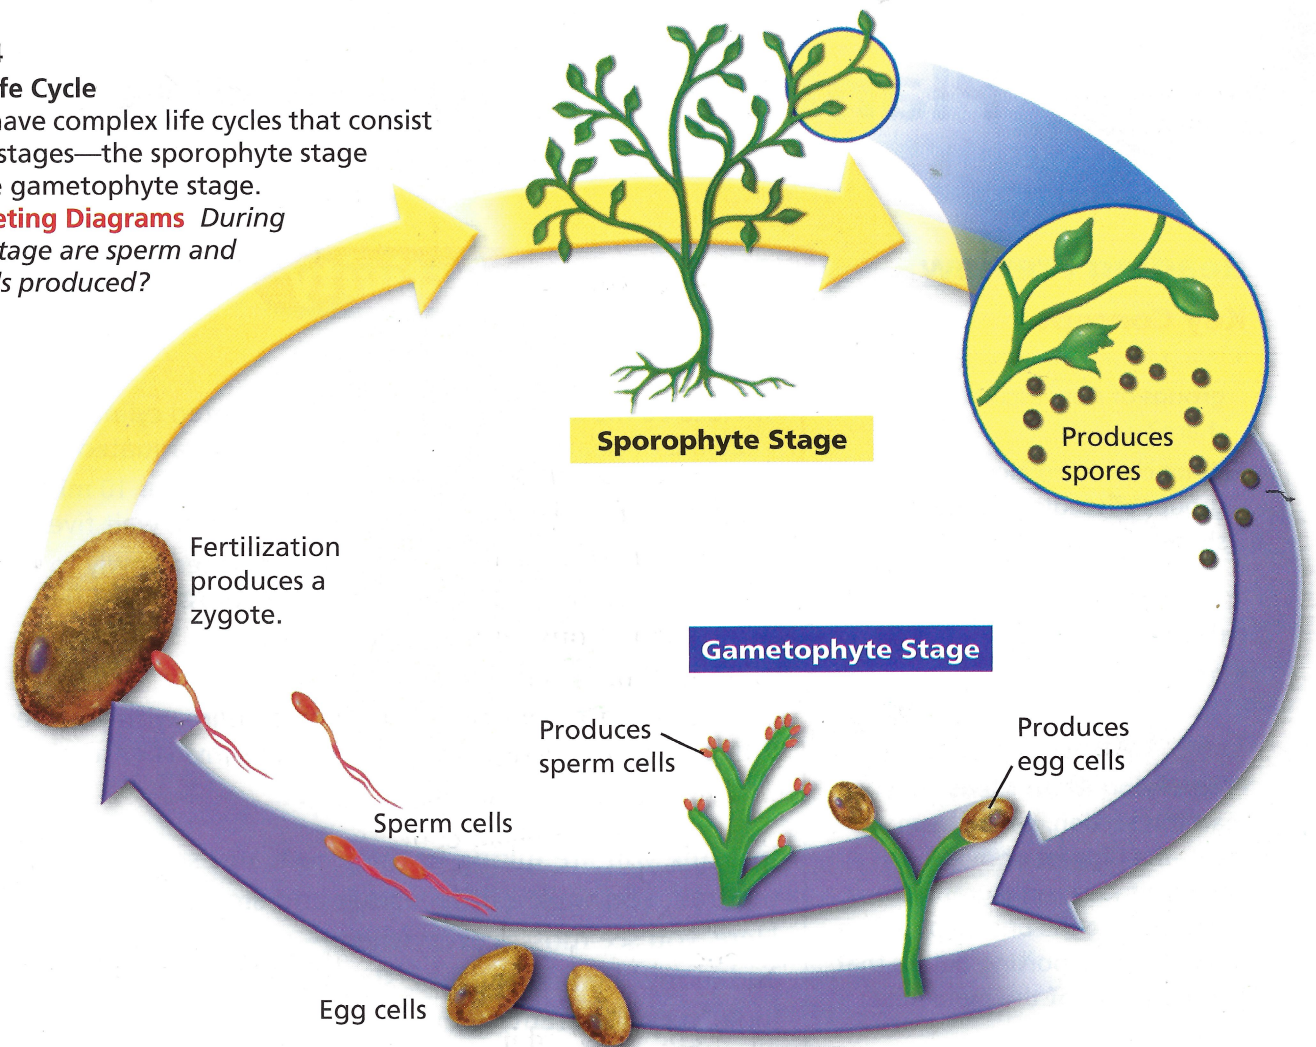 fe Cycle
have complex life cycles that consist
stages—the sporophyte stage
gametophyte stage.
eting Diagrams During
tage are sperm and
s produced?
Sporophyte Stage
Produces
spores
Fertilization
produces a
zygote.
Gametophyte Stage
Produces
sperm cells
Produces
egg cells
Sperm cells
Egg cells